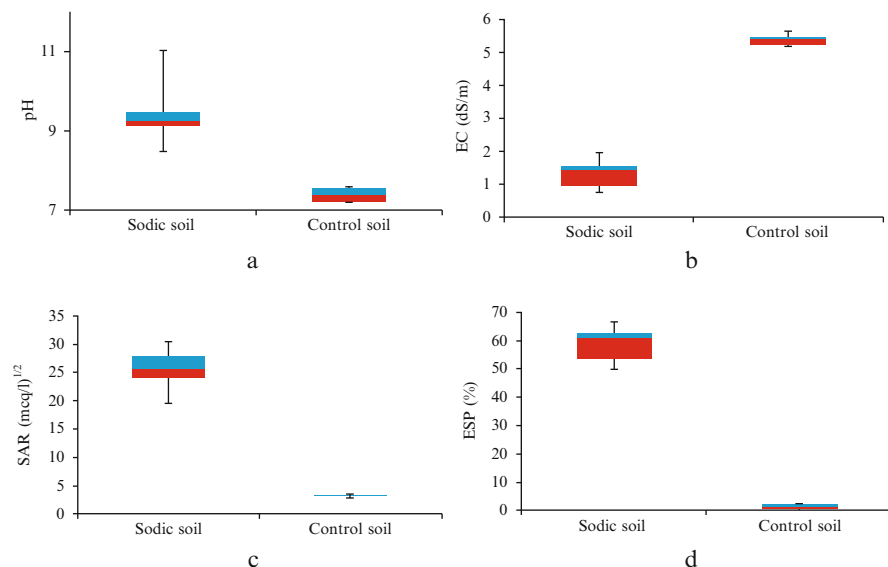 11
9
7
pH
Sodic soil Control soil
a
6
5
4
3
2
1
0
EC (dS/m)
Sodic soil Control soil
b
35
30
25
20
15
10
5
0
SAR (mcq/l)1/2
Sodic soil Control soil
c
70
60
50
40
30
20
10
0
ESP (%)
Sodic soil Control soil
d